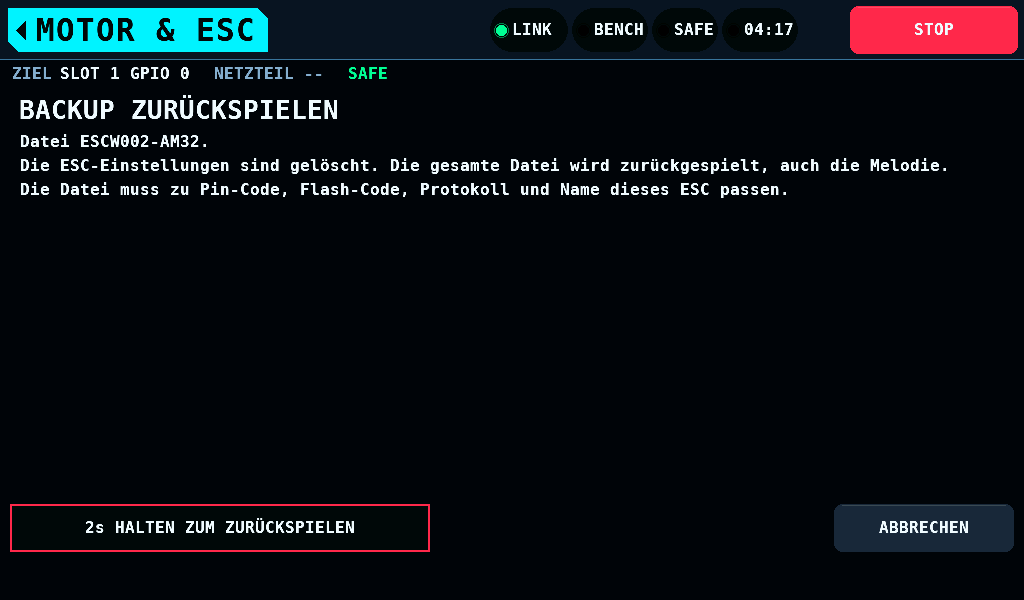 MOTOR & ESC LINK BENCH SAFE 04:17 STOP
ZIEL SLOT 1 GPIO 0 NETZTEIL -- SAFE
BACKUP ZURÜCKSPIELEN
Datei ESCW002-AM32.
Die ESC-Einstellungen sind gelöscht. Die gesamte Datei wird zurückgespielt, auch die Melodie.
Die Datei muss zu Pin-Code, Flash-Code, Protokoll und Name dieses ESC passen.
2s HALTEN ZUM ZURÜCKSPIELEN ABBRECHEN